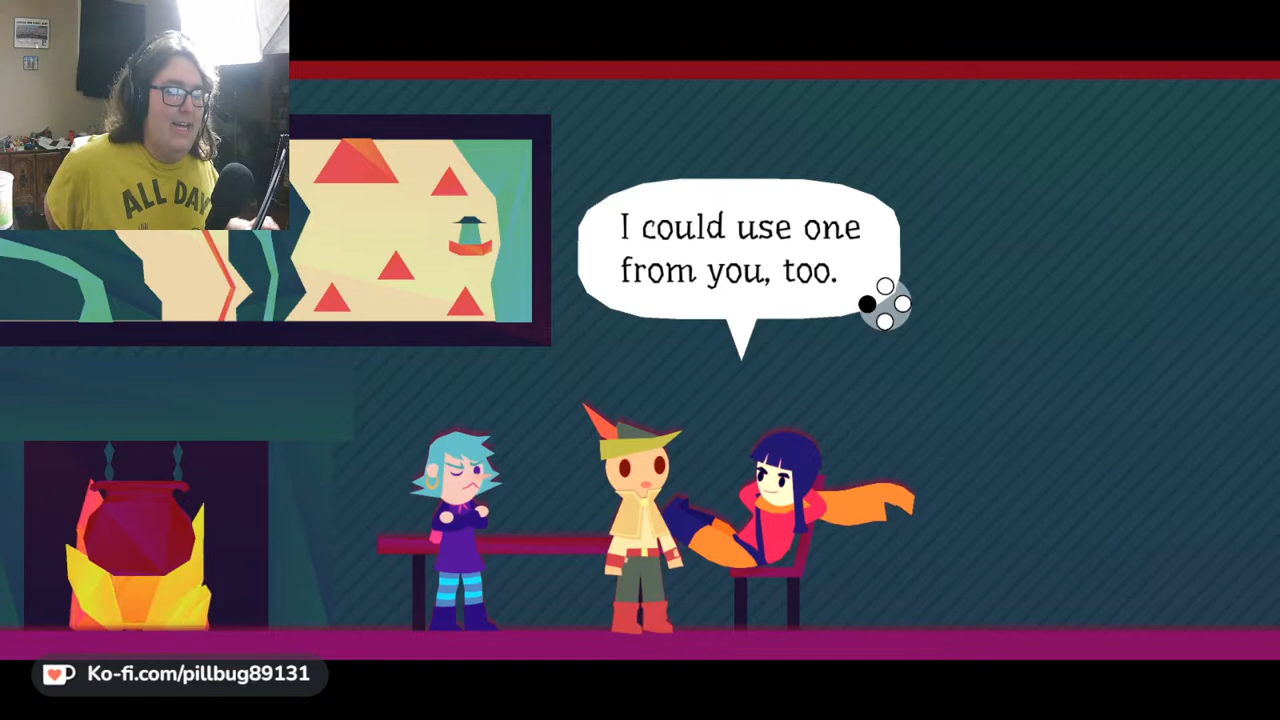 ALL DAY
I could use one
from you, too.
Ko-fi.com/pillbug89131